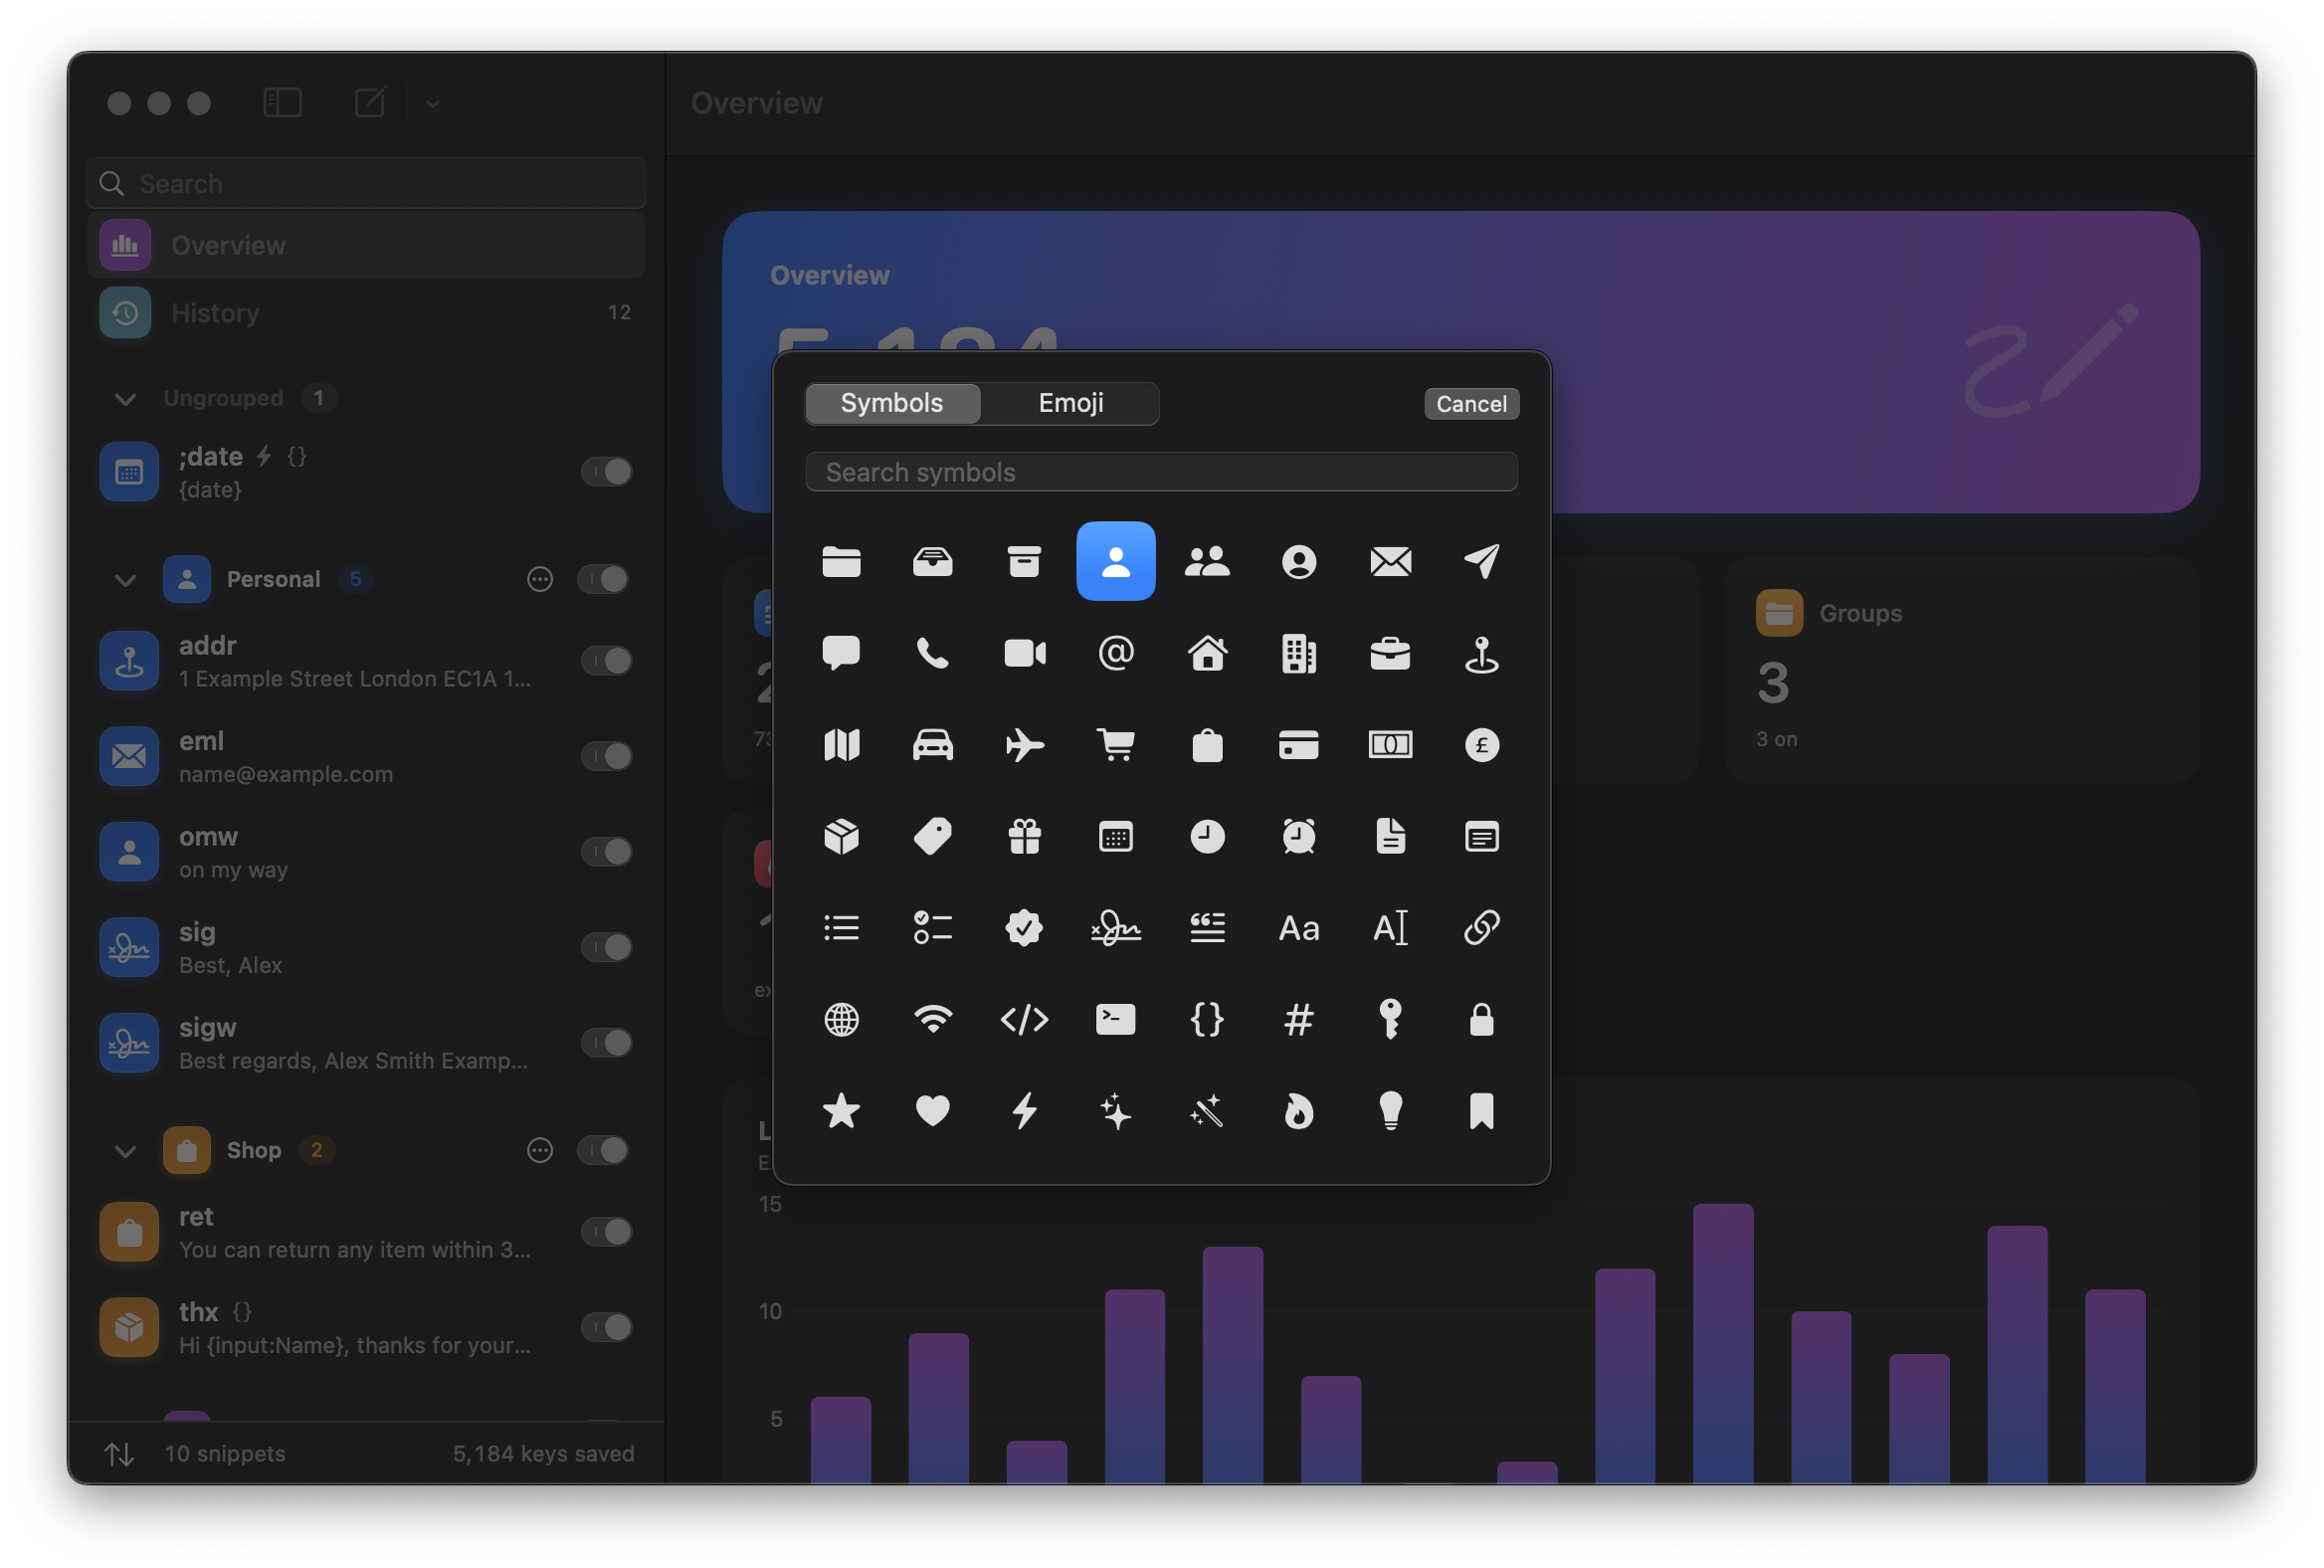 Overview
Search
Overview
History 12
Ungrouped 1
;date {}
{date}
Personal 5
addr
1 Example Street London EC1A 1...
eml
name@example.com
omw
on my way
sig
Best, Alex
sigw
Best regards, Alex Smith Examp...
Shop 2
ret
You can return any item within 3...
thx {}
Hi {input:Name}, thanks for your...
10 snippets
5,184 keys saved
Overview
5,184
Symbols
Emoji
Cancel
Search symbols
Groups
3
3 on
15
10
5